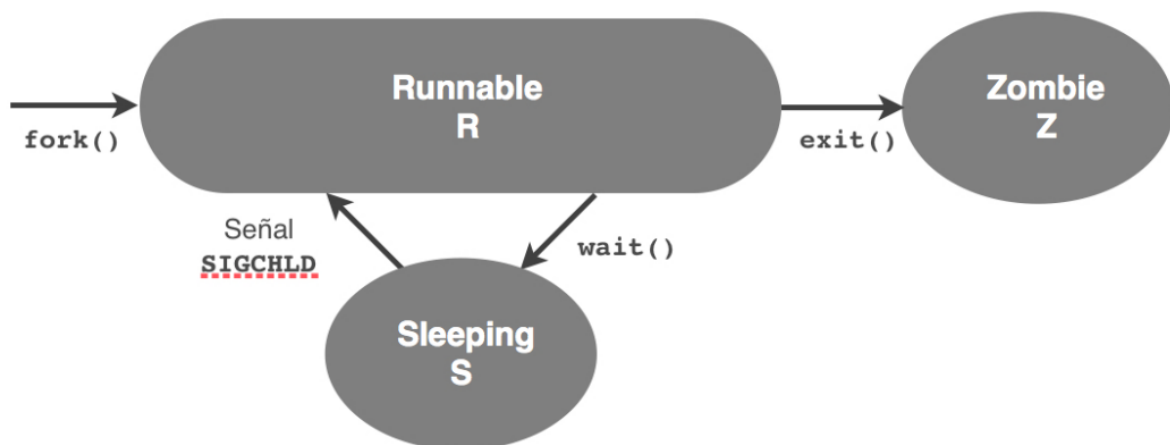 Runnable
R
Zombie
Z
fork()
exit()
Señal
SIGCHLD
wait()
Sleeping
S